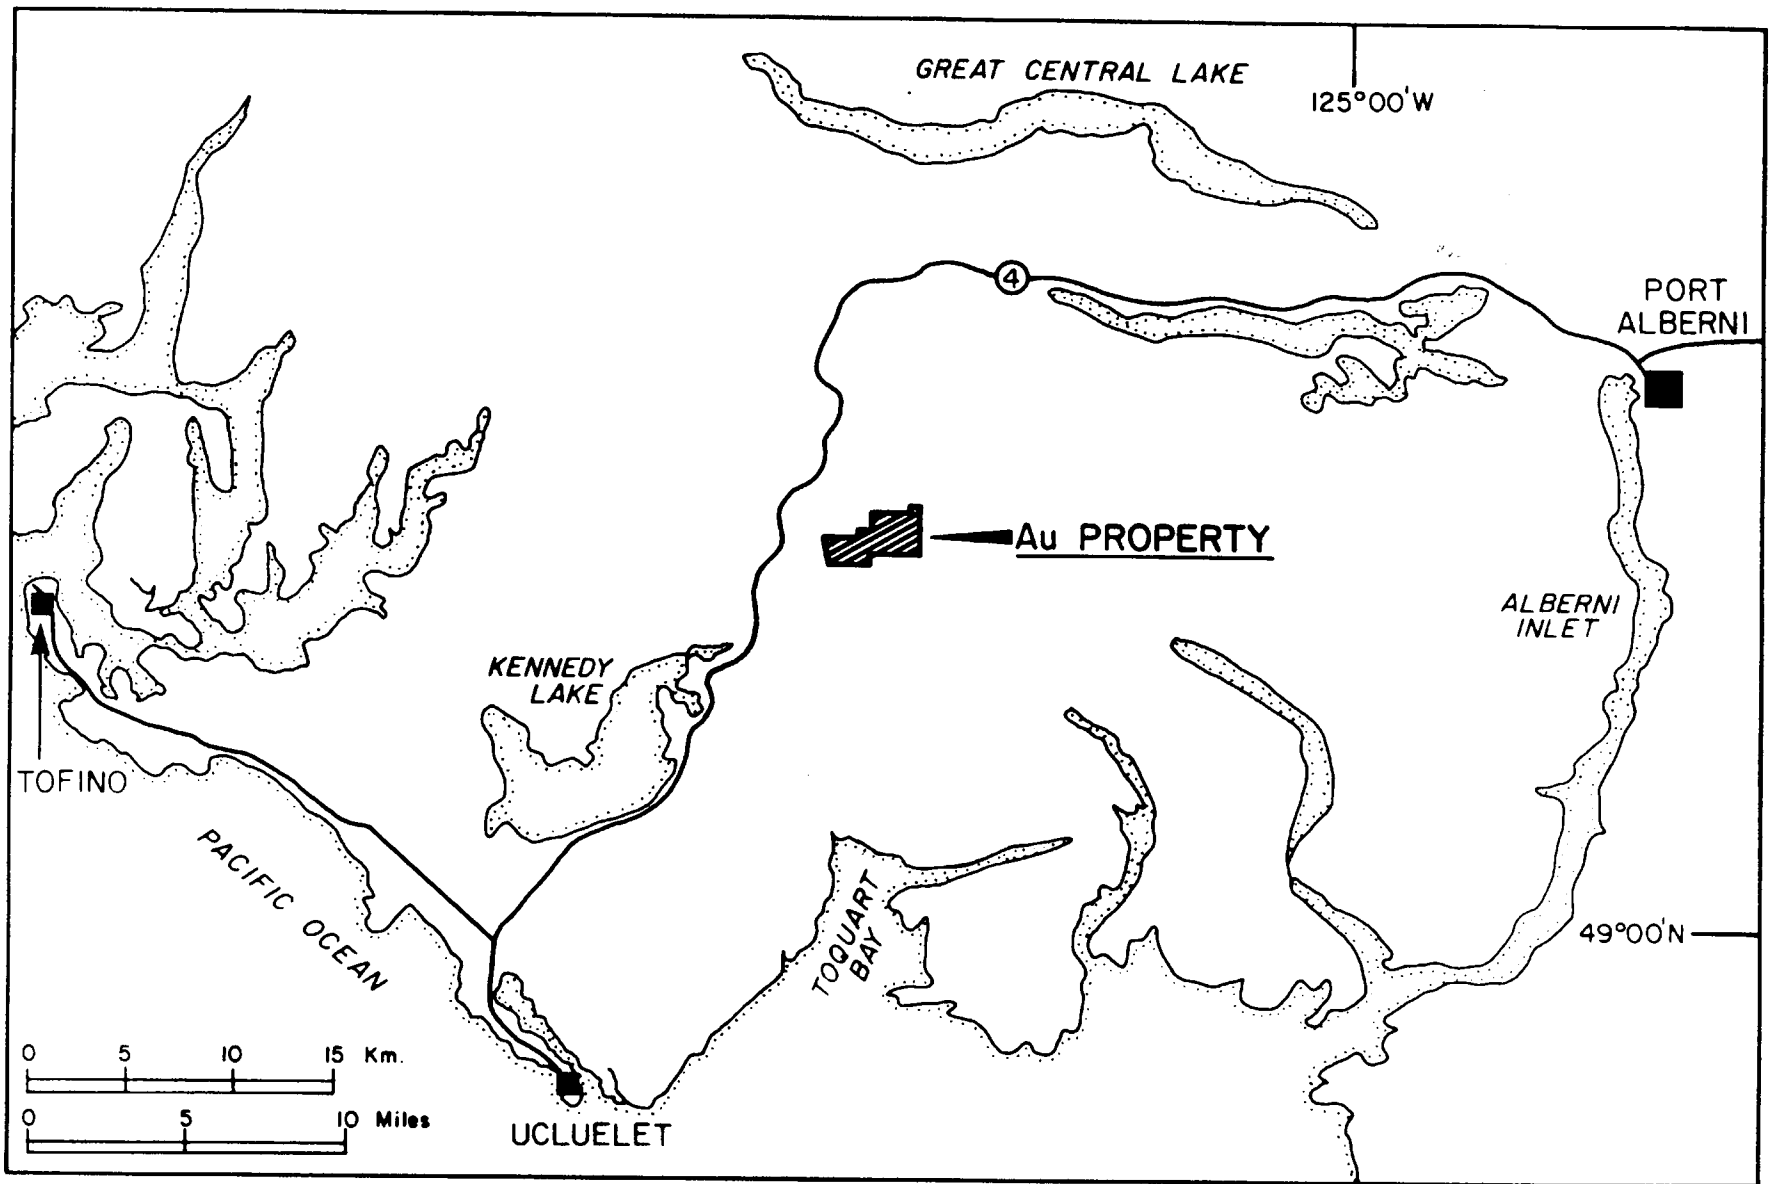 GREAT CENTRAL LAKE
125°00'W
4
PORT
ALBERNI
Au PROPERTY
ALBERNI
INLET
KENNEDY
LAKE
TOFINO
PACIFIC OCEAN
TOQUART
BAY
49°00'N
0 5 10 15 Km.
0 5 10 Miles
UCLUELET